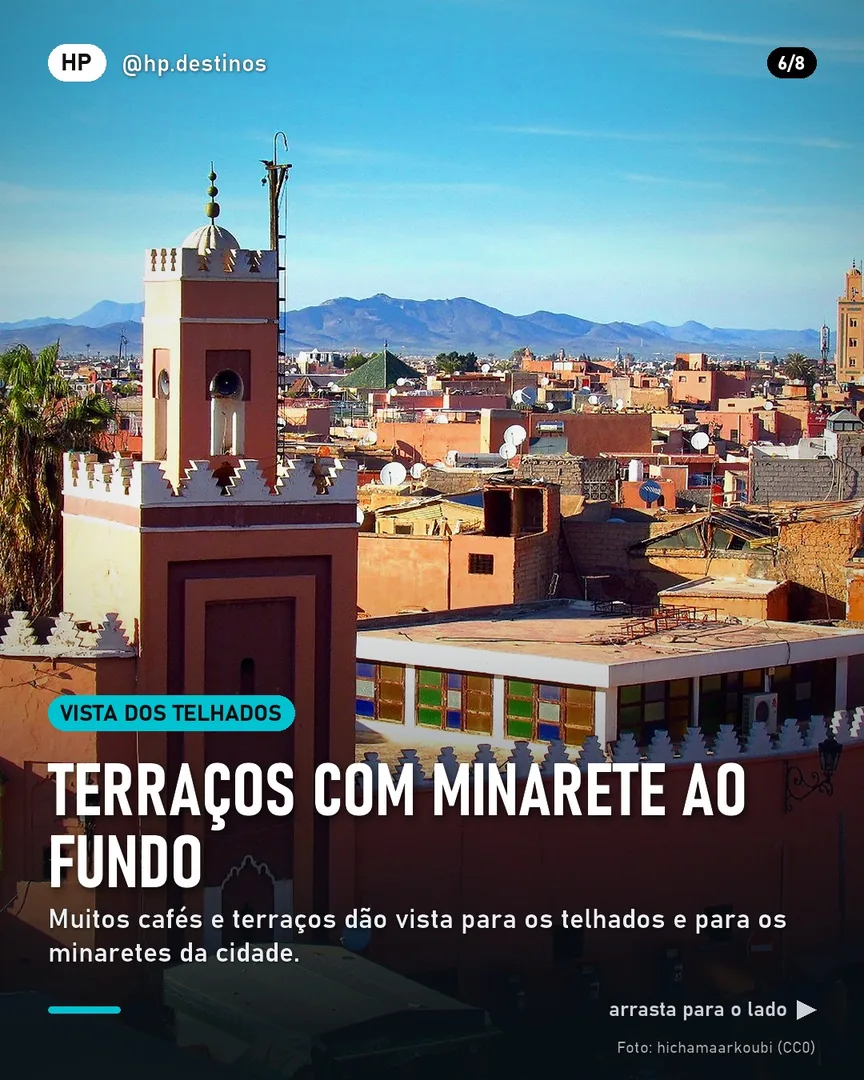 HP @hp.destinos
6/8
VISTA DOS TELHADOS
TERRAÇOS COM MINARETE AO
FUNDO
Muitos cafés e terraços dão vista para os telhados e para os
minaretes da cidade.
arrasta para o lado ▶
Foto: hichamaarkoubi (CC0)